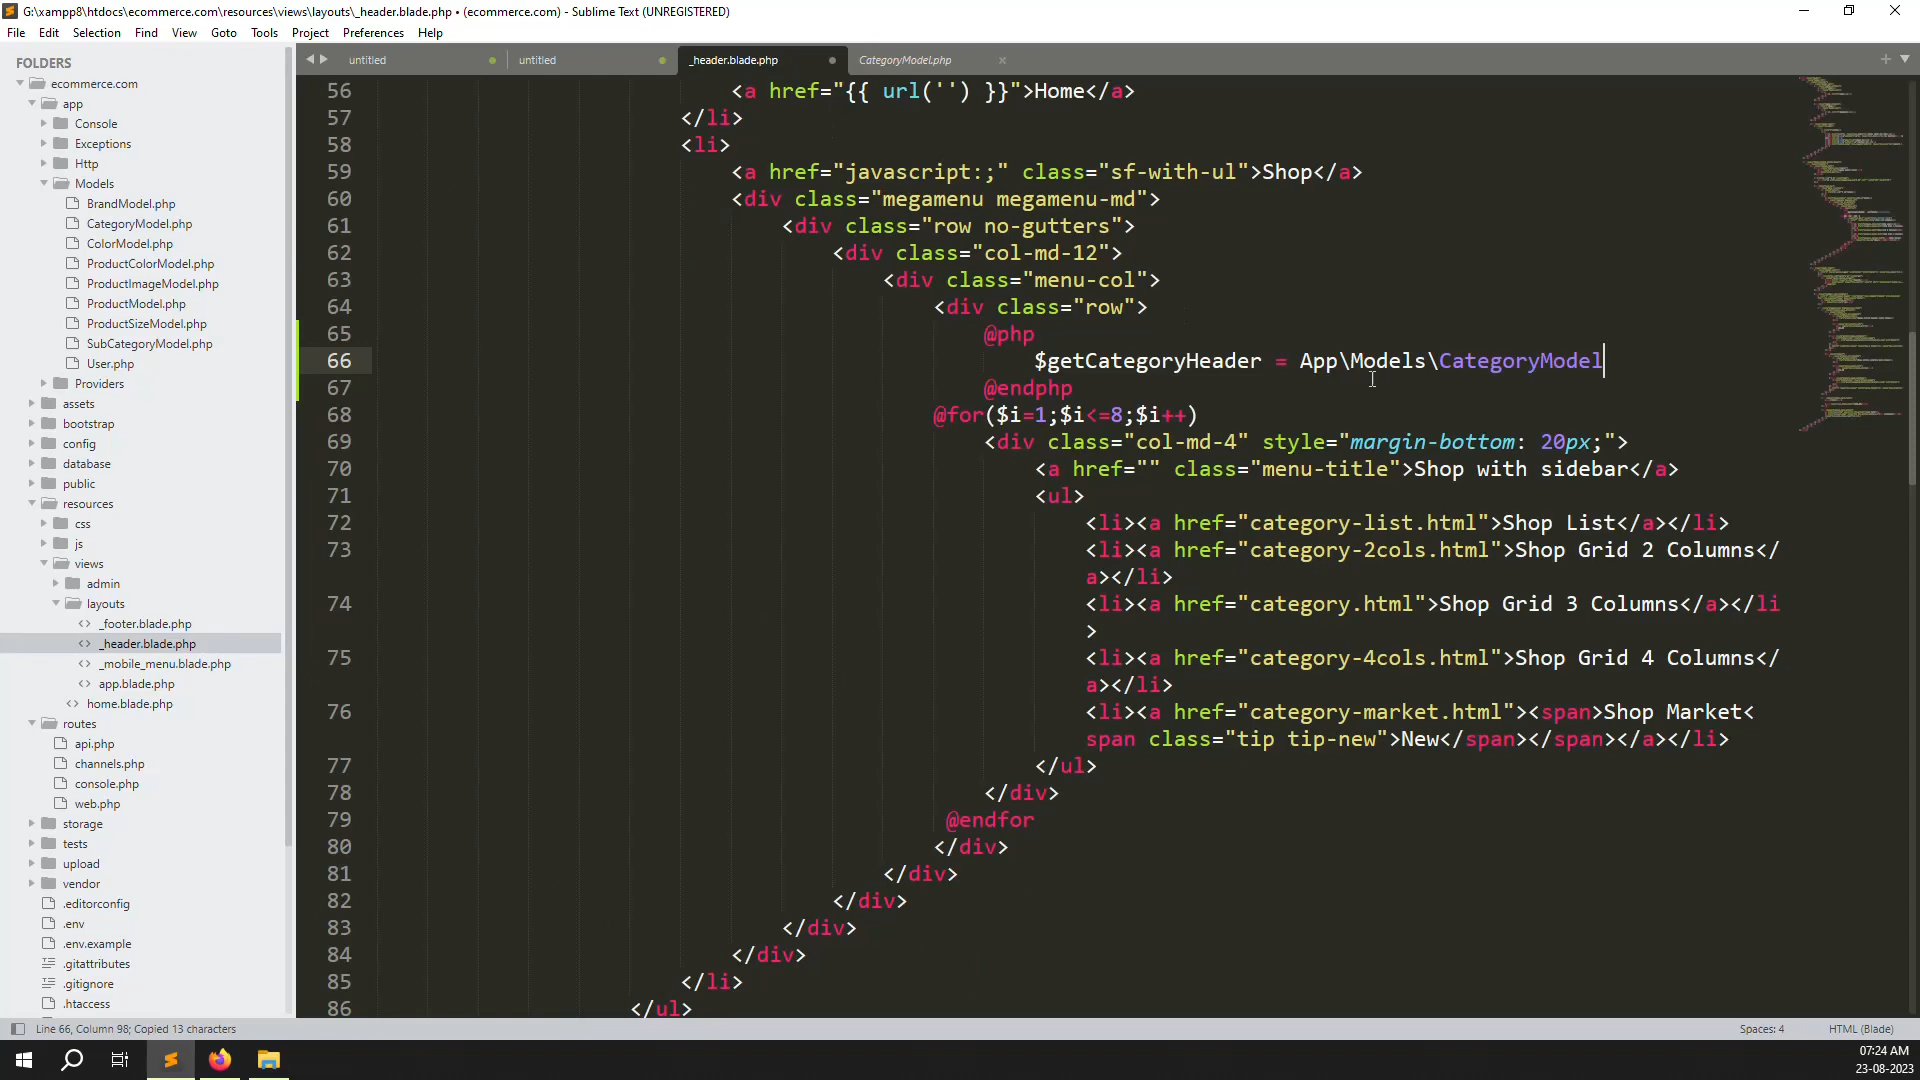 G:\xampp8\htdocs\ecommerce.com\resources\views\layouts\_header.blade.php • (ecommerce.com) - Sublime Text (UNREGISTERED)
File Edit Selection Find View Goto Tools Project Preferences Help
FOLDERS
ecommerce.com
app
Console
Exceptions
Http
Models
BrandModel.php
CategoryModel.php
ColorModel.php
ProductColorModel.php
ProductImageModel.php
ProductModel.php
ProductSizeModel.php
SubCategoryModel.php
User.php
Providers
assets
bootstrap
config
database
public
resources
css
js
views
admin
layouts
_footer.blade.php
_header.blade.php
_mobile_menu.blade.php
app.blade.php
home.blade.php
routes
api.php
channels.php
console.php
web.php
storage
tests
upload
vendor
.editorconfig
.env
.env.example
.gitattributes
.gitignore
.htaccess
untitled untitled _header.blade.php CategoryModel.php
56 <a href="{{ url('') }}">Home</a>
57 </li>
58 <li>
59 <a href="javascript:;" class="sf-with-ul">Shop</a>
60 <div class="megamenu megamenu-md">
61 <div class="row no-gutters">
62 <div class="col-md-12">
63 <div class="menu-col">
64 <div class="row">
65 @php
66 $getCategoryHeader = App\Models\CategoryModel
67 @endphp
68 @for($i=1;$i<=8;$i++)
69 <div class="col-md-4" style="margin-bottom: 20px;">
70 <a href="" class="menu-title">Shop with sidebar</a>
71 <ul>
72 <li><a href="category-list.html">Shop List</a></li>
73 <li><a href="category-2cols.html">Shop Grid 2 Columns</
a></li>
74 <li><a href="category.html">Shop Grid 3 Columns</a></li
>
75 <li><a href="category-4cols.html">Shop Grid 4 Columns</
a></li>
76 <li><a href="category-market.html"><span>Shop Market<
span class="tip tip-new">New</span></span></a></li>
77 </ul>
78 </div>
79 @endfor
80 </div>
81 </div>
82 </div>
83 </div>
84 </div>
85 </li>
86 </ul>
Line 66, Column 98; Copied 13 characters Spaces: 4 HTML (Blade)
07:24 AM
23-08-2023